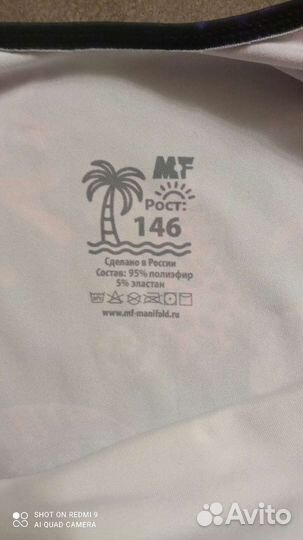 MF
Рост:
146
Сделано в России
Состав: 95% полиэфир
5% эластан
www.mf-manifold.ru
SHOT ON REDMI 9
AI QUAD CAMERA
Avito